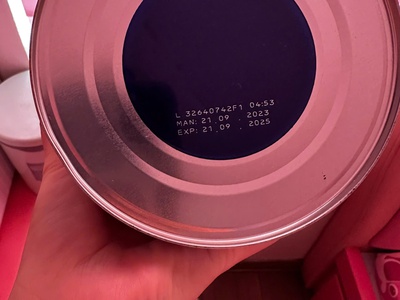 L 32640742F1 04:53
MAN: 21 09 . 2023
EXP: 21 09 . 2025